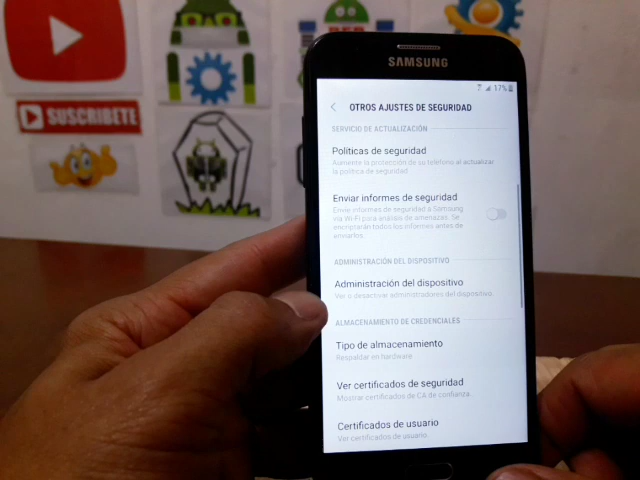 SUSCRIBETE
SAMSUNG
17%
OTROS AJUSTES DE SEGURIDAD
SERVICIO DE ACTUALIZACIÓN
Políticas de seguridad
Aumente la protección de su teléfono al actualizar
la política de seguridad.
Enviar informes de seguridad
Envíe informes de seguridad a Samsung
vía Wi-Fi para análisis de amenazas. Se
encriptarán todos los informes antes de
enviarlos.
ADMINISTRACIÓN DEL DISPOSITIVO
Administración del dispositivo
Ver o desactivar administradores del dispositivo.
ALMACENAMIENTO DE CREDENCIALES
Tipo de almacenamiento
Respaldar en hardware
Ver certificados de seguridad
Mostrar certificados de CA de confianza.
Certificados de usuario
Ver certificados de usuario.